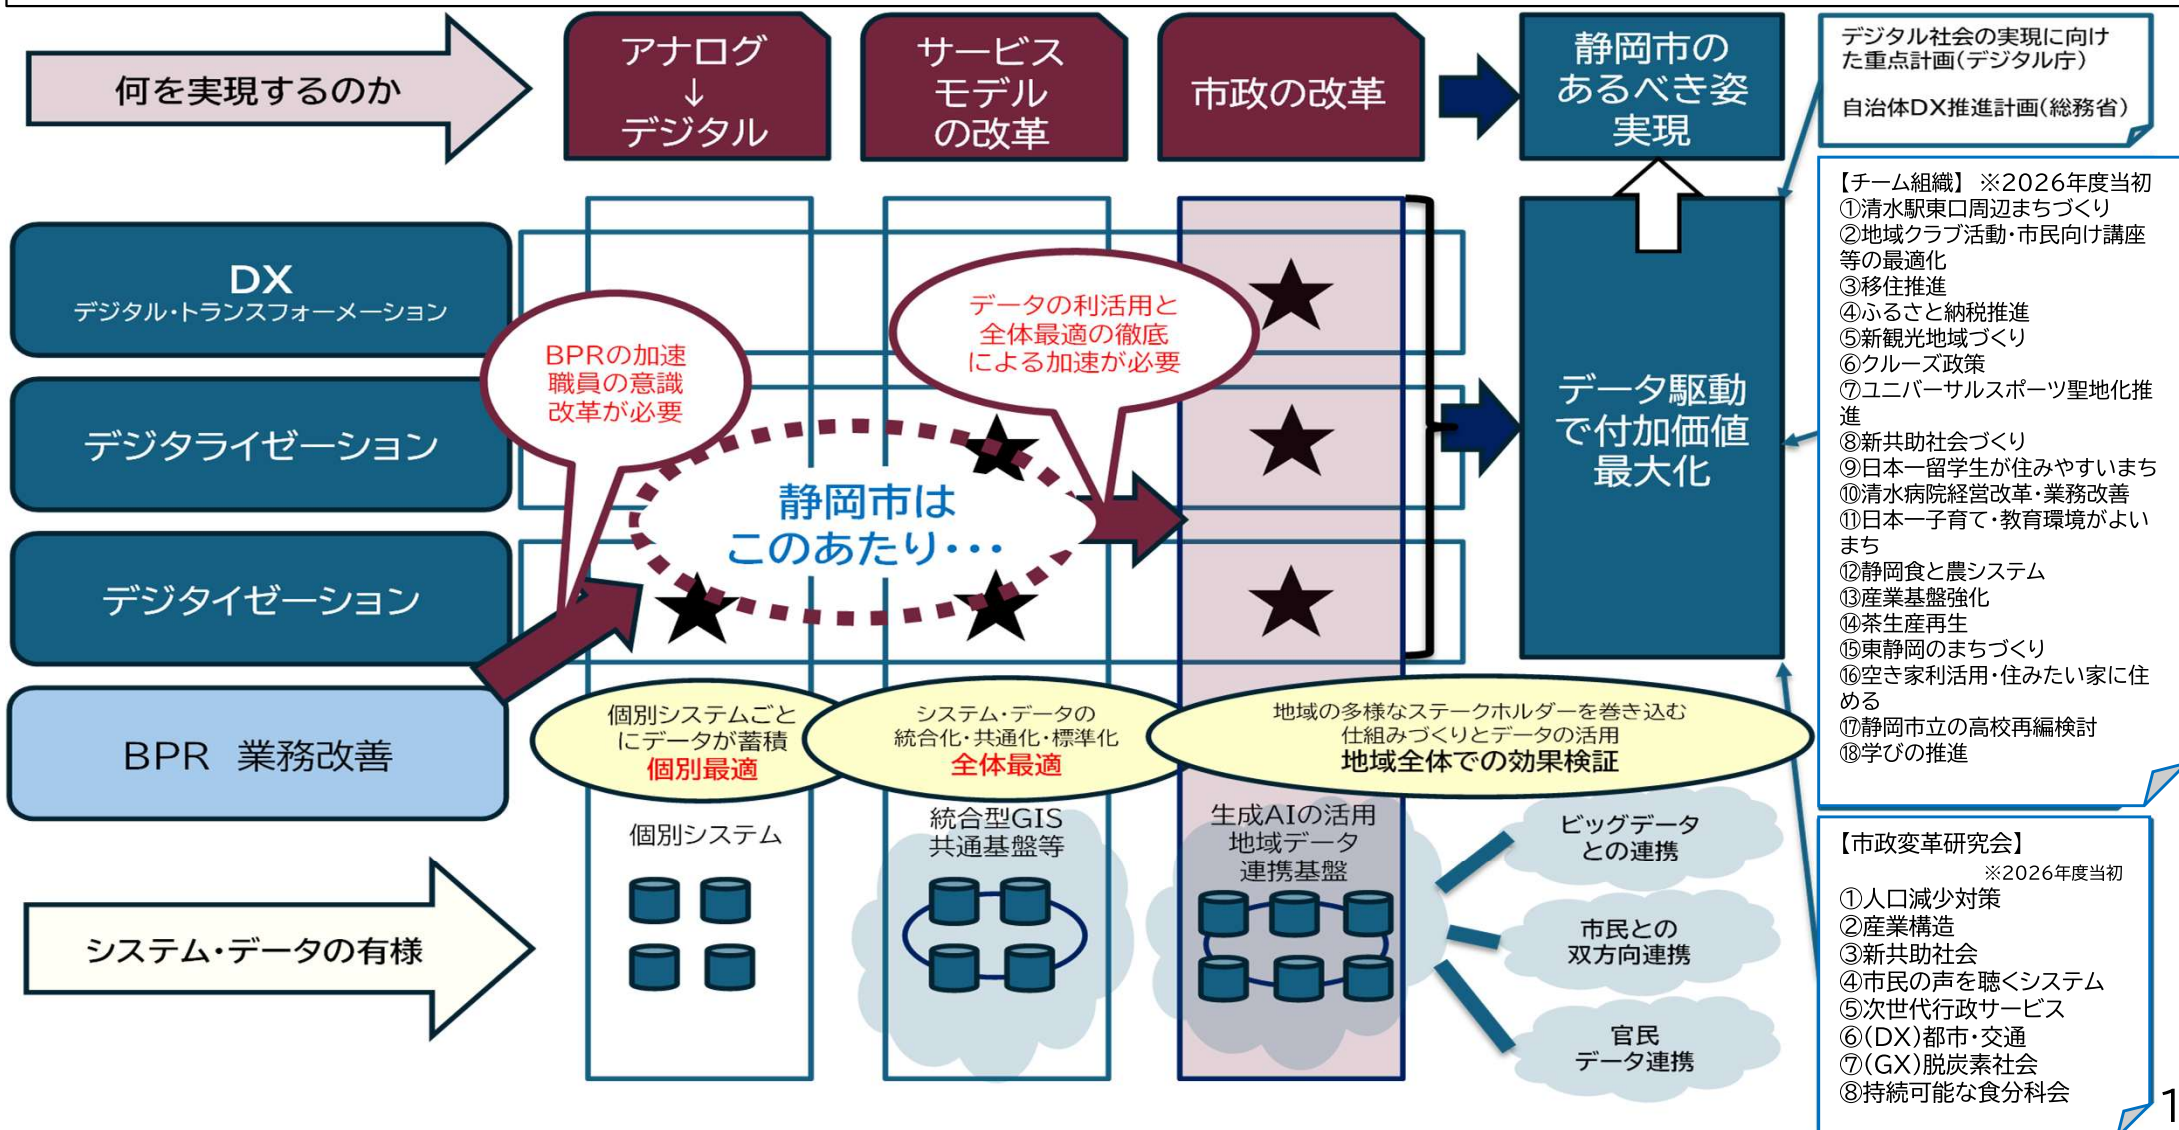 何を実現するのか
アナログ
↓
デジタル
サービス
モデル
の改革
市政の改革
静岡市の
あるべき姿
実現
デジタル社会の実現に向け
た重点計画(デジタル庁)
自治体DX推進計画(総務省)
DX
デジタル・トランスフォーメーション
デジタライゼーション
デジタイゼーション
BPR 業務改善
BPRの加速
職員の意識
改革が必要
データの利活用と
全体最適の徹底
による加速が必要
静岡市は
このあたり・・・
データ駆動
で付加価値
最大化
【チーム組織】 ※2026年度当初
①清水駅東口周辺まちづくり
②地域クラブ活動・市民向け講座
等の最適化
③移住推進
④ふるさと納税推進
⑤新観光地域づくり
⑥クルーズ政策
⑦ユニバーサルスポーツ聖地化推
進
⑧新共助社会づくり
⑨日本一留学生が住みやすいまち
⑩清水病院経営改革・業務改善
⑪日本一子育て・教育環境がよい
まち
⑫静岡食と農システム
⑬産業基盤強化
⑭茶生産再生
⑮東静岡のまちづくり
⑯空き家利活用・住みたい家に住
める
⑰静岡市立の高校再編検討
⑱学びの推進
個別システムごと
にデータが蓄積
個別最適
システム・データの
統合化・共通化・標準化
全体最適
地域の多様なステークホルダーを巻き込む
仕組みづくりとデータの活用
地域全体での効果検証
システム・データの有様
個別システム
統合型GIS
共通基盤等
生成AIの活用
地域データ
連携基盤
ビッグデータ
との連携
市民との
双方向連携
官民
データ連携
【市政変革研究会】
※2026年度当初
①人口減少対策
②産業構造
③新共助社会
④市民の声を聴くシステム
⑤次世代行政サービス
⑥(DX)都市・交通
⑦(GX)脱炭素社会
⑧持続可能な食分科会
1